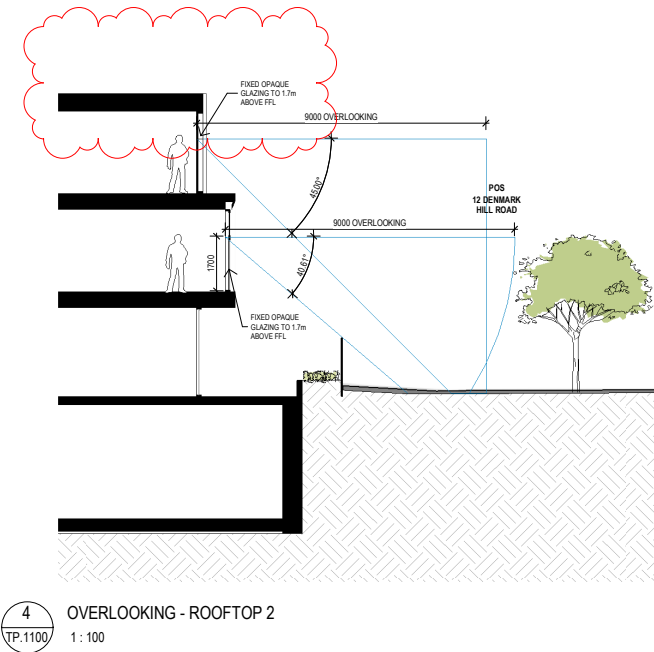 FIXED OPAQUE
GLAZING TO 1.7m
ABOVE FFL
9000 OVERLOOKING
45.00°
POS
12 DENMARK
HILL ROAD
9000 OVERLOOKING
40.61°
1700
FIXED OPAQUE
GLAZING TO 1.7m
ABOVE FFL
4
TP.1100
OVERLOOKING - ROOFTOP 2
1 : 100